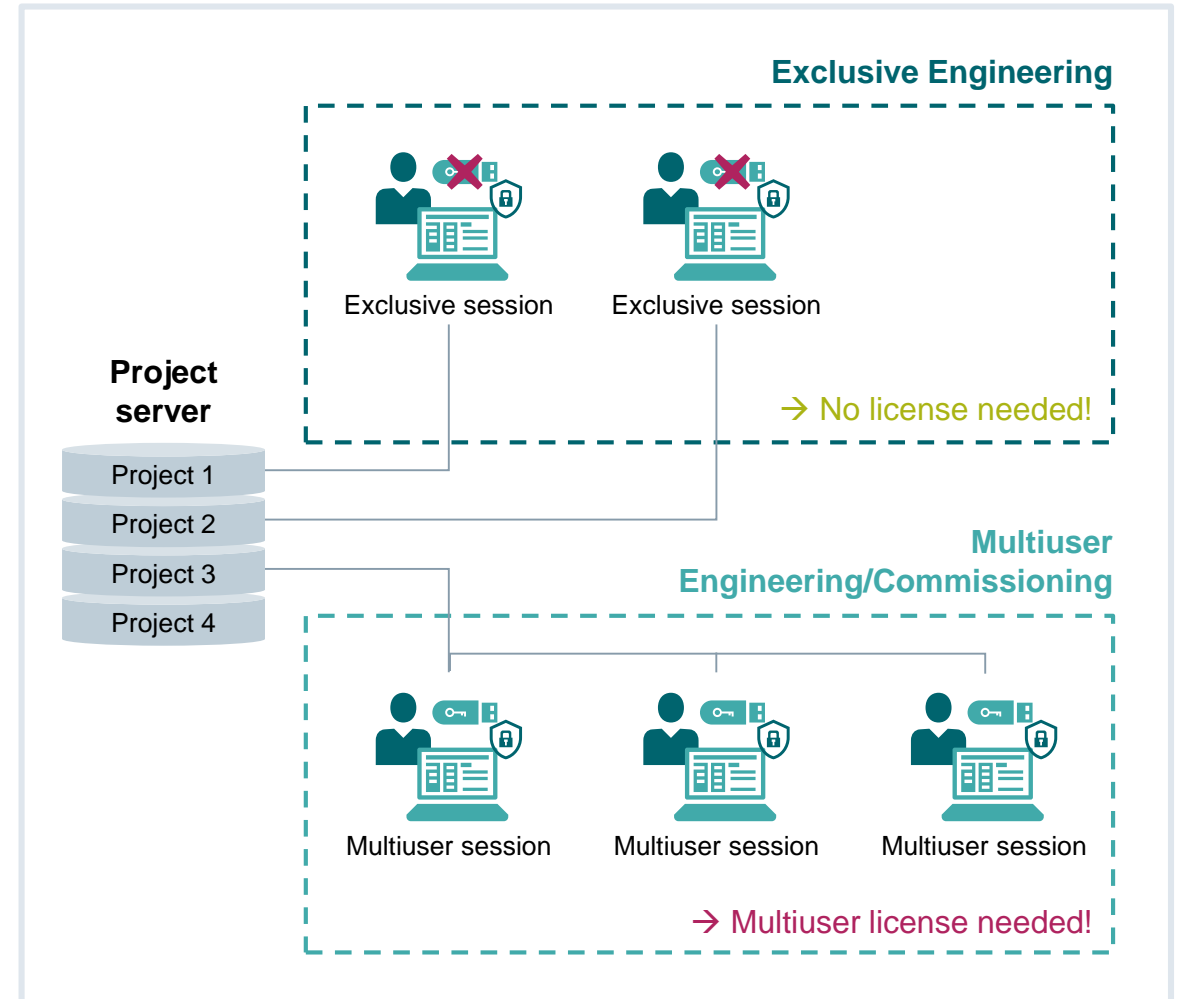 Exclusive Engineering
Exclusive session
Exclusive session
→ No license needed!
Project
server
Project 1
Project 2
Project 3
Project 4
Multiuser
Engineering/Commissioning
Multiuser session
Multiuser session
Multiuser session
→ Multiuser license needed!